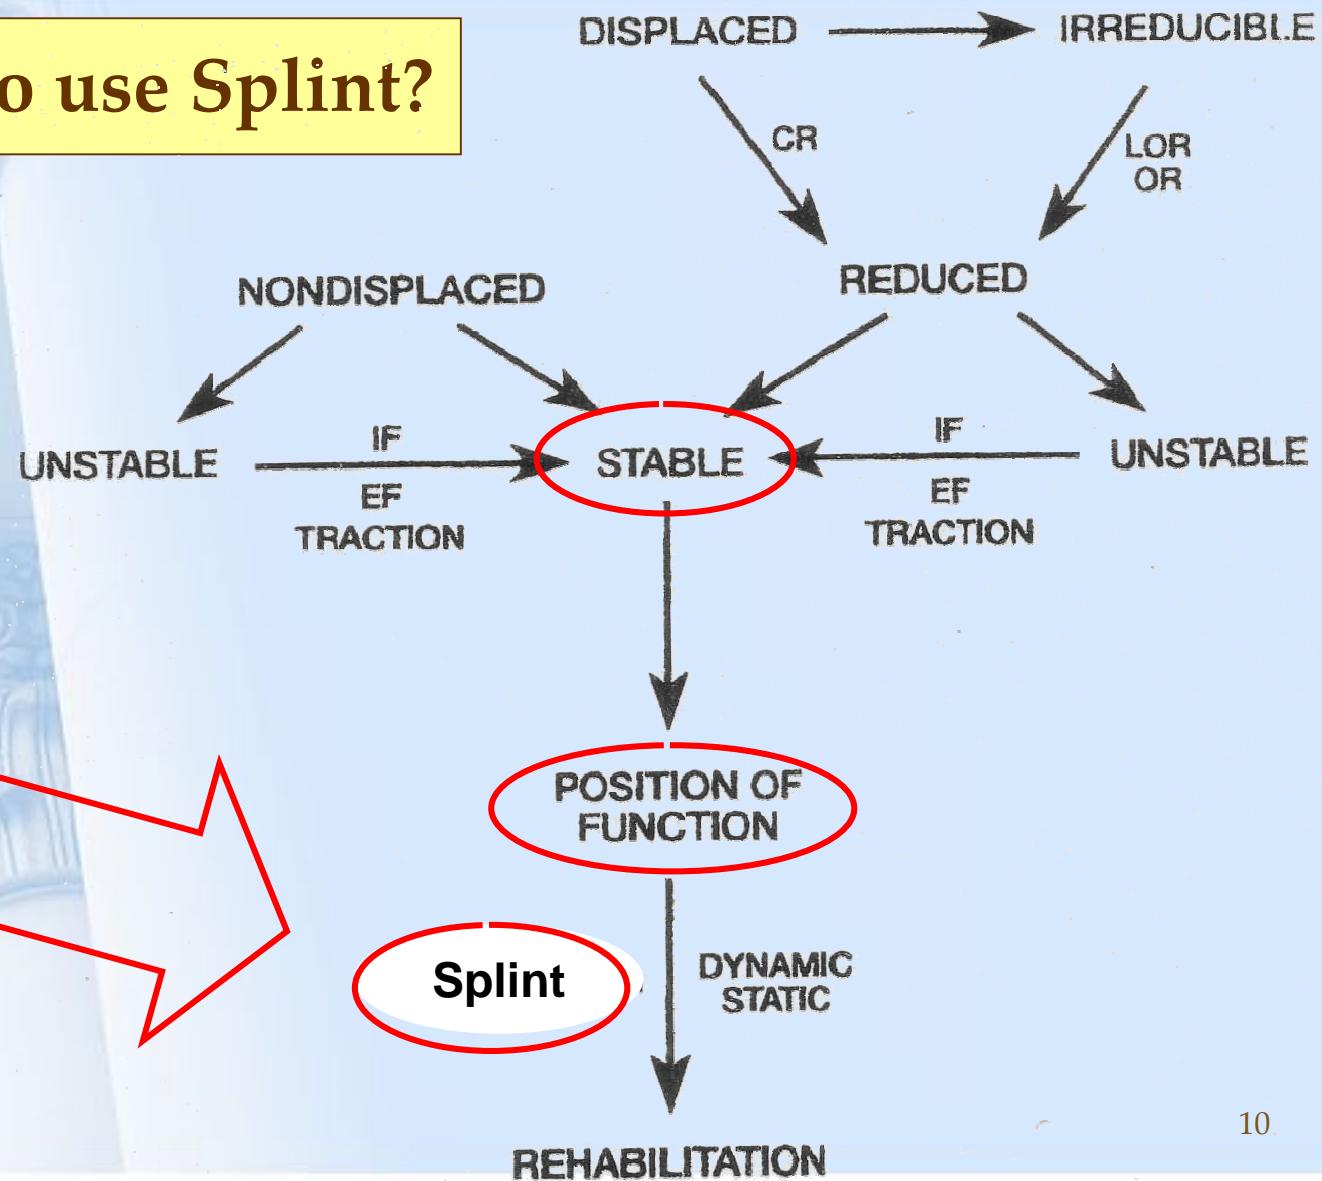 o use Splint?
DISPLACED
IRREDUCIBLE
CR
LOR
OR
NONDISPLACED
REDUCED
UNSTABLE
IF
EF
TRACTION
STABLE
IF
EF
TRACTION
UNSTABLE
POSITION OF
FUNCTION
Splint
DYNAMIC
STATIC
REHABILITATION
10